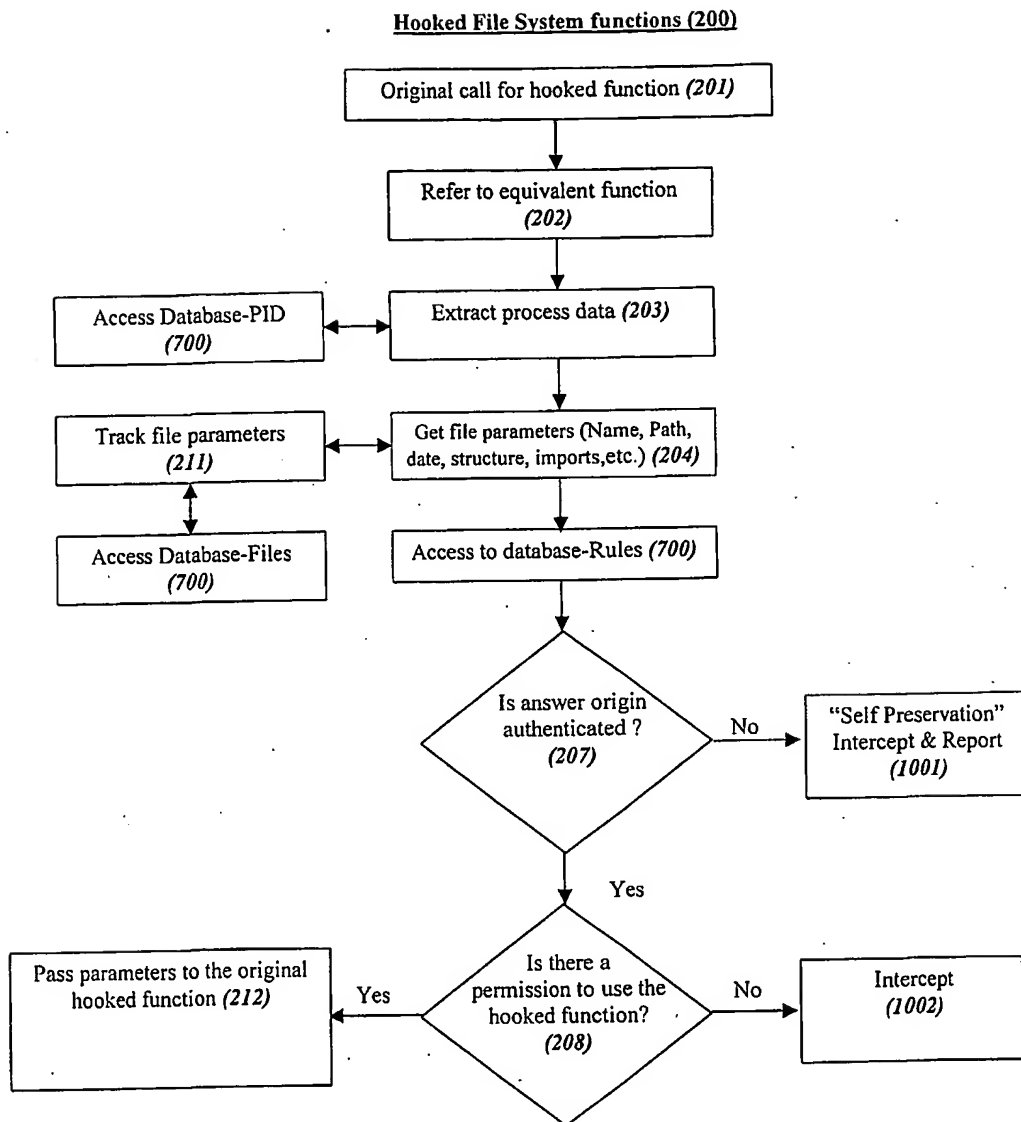 Hooked File System functions (200)
Original call for hooked function (201)
Refer to equivalent function
(202)
Access Database-PID
(700)
Extract process data (203)
Track file parameters
(211)
Get file parameters (Name, Path,
date, structure, imports,etc.) (204)
Access Database-Files
(700)
Access to database-Rules (700)
Is answer origin
authenticated ?
(207)
No
"Self Preservation"
Intercept & Report
(1001)
Yes
Pass parameters to the original
hooked function (212)
Yes
Is there a
permission to use the
hooked function?
(208)
No
Intercept
(1002)